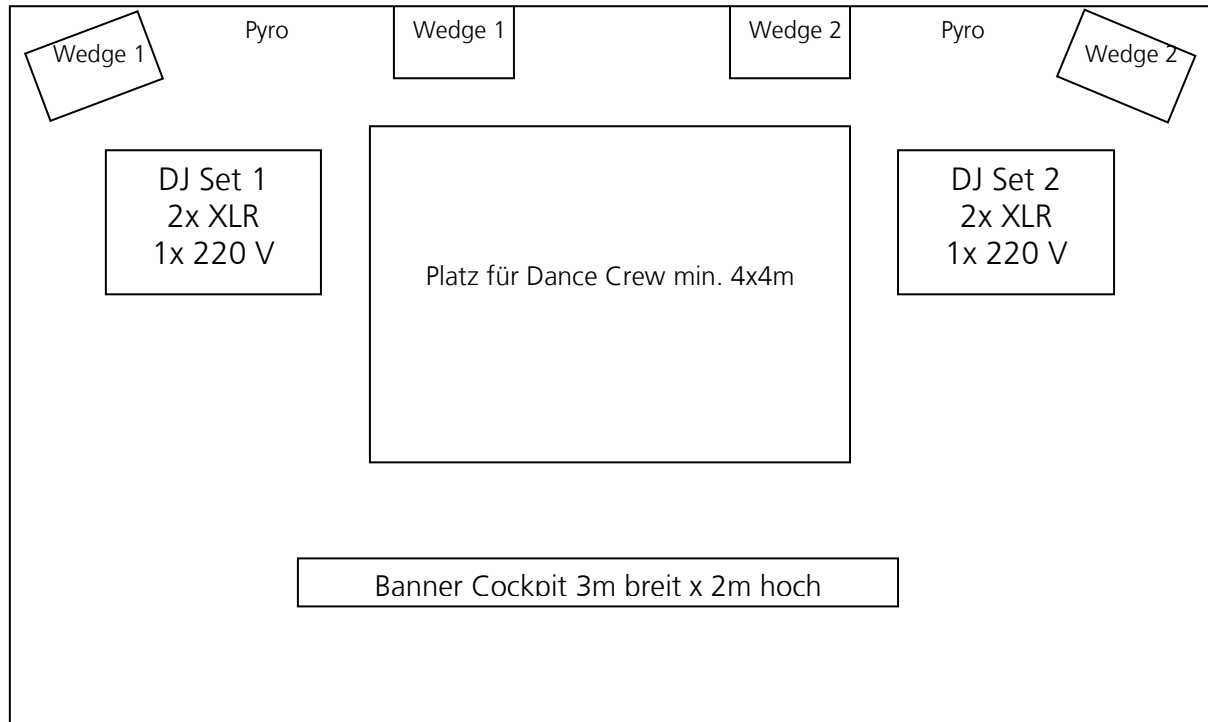 Wedge 1
Pyro
Wedge 1
Wedge 2
Pyro
Wedge 2
DJ Set 1
2x XLR
1x 220 V
Platz für Dance Crew min. 4x4m
DJ Set 2
2x XLR
1x 220 V
Banner Cockpit 3m breit x 2m hoch